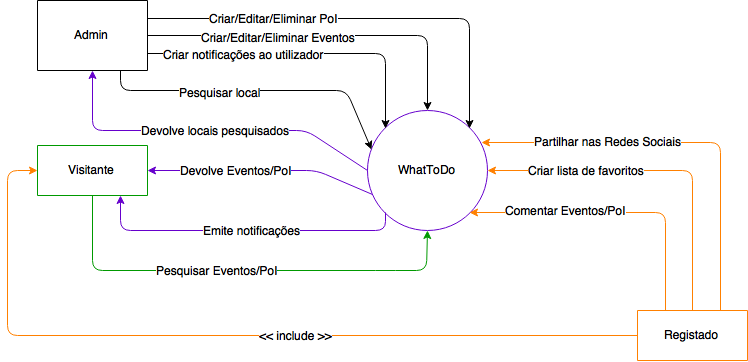 Admin
Criar/Editar/Eliminar PoI
Criar/Editar/Eliminar Eventos
Criar notificações ao utilizador
Pesquisar local
Devolve locais pesquisados
Partilhar nas Redes Sociais
Visitante
Devolve Eventos/PoI
WhatToDo
Criar lista de favoritos
Comentar Eventos/PoI
Emite notificações
Pesquisar Eventos/PoI
<< include >>
Registado